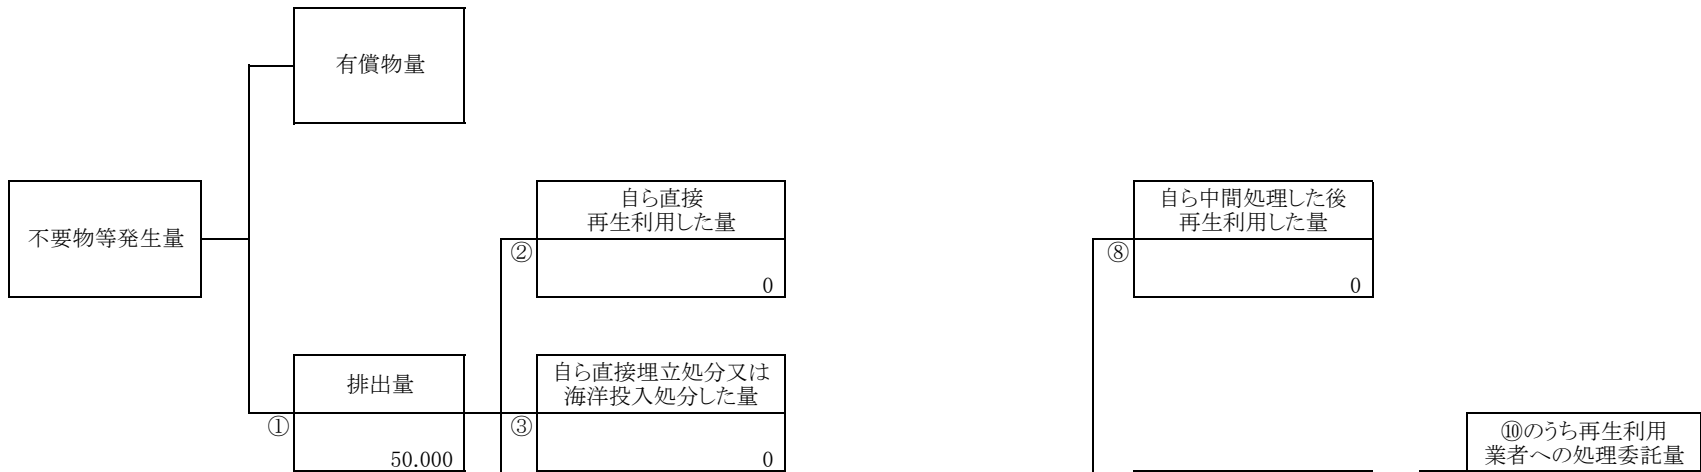 有償物量
不要物等発生量
自ら直接
再生利用した量
②
0
自ら中間処理した後
再生利用した量
⑧
0
排出量
①
50.000
自ら直接埋立処分又は
海洋投入処分した量
③
0
⑩のうち再生利用
業者への処理委託量